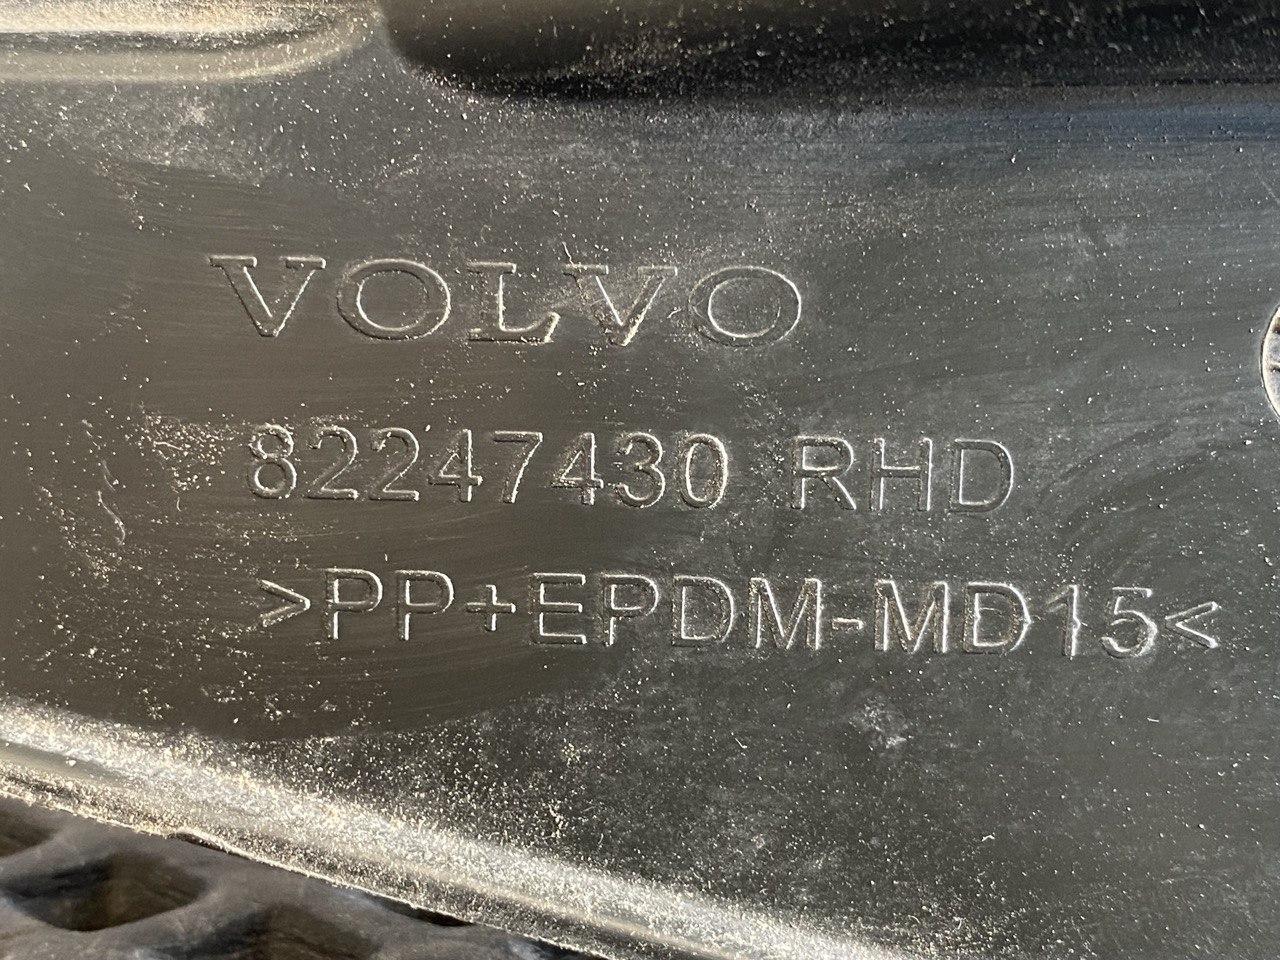 VOLVO
82247430 RHD
>PP+EPDM-MD15<